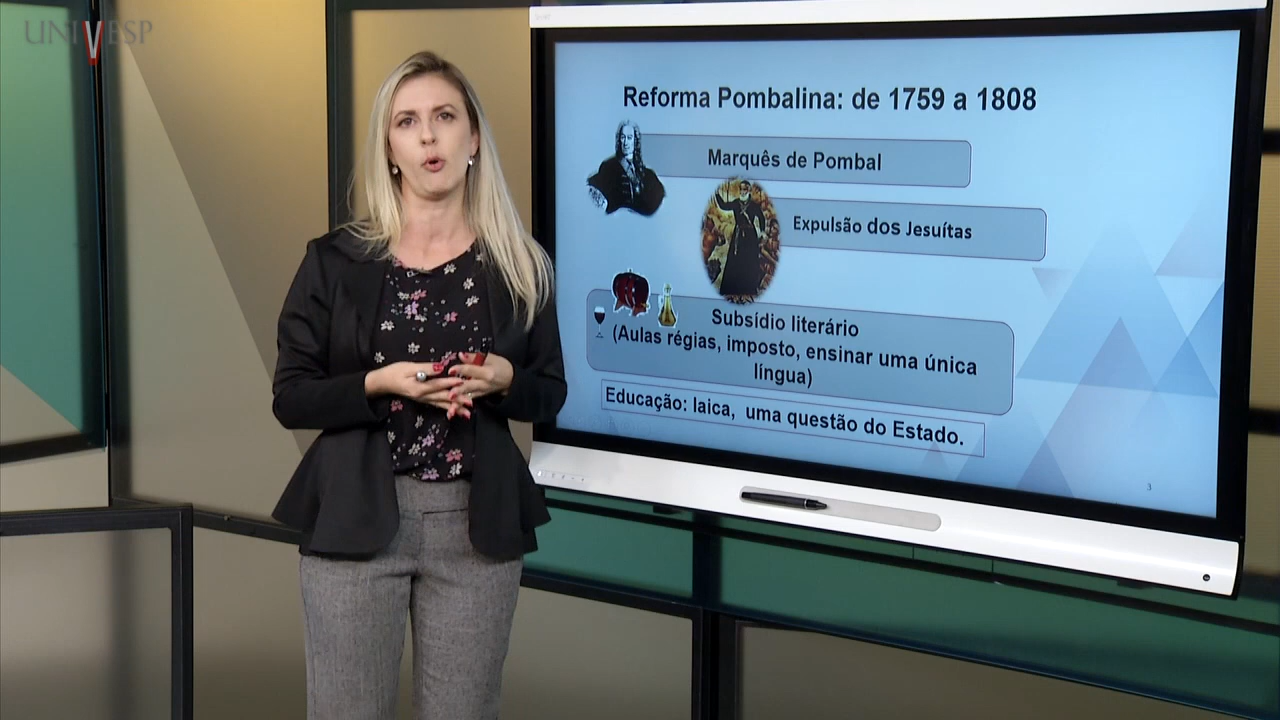 UNIVESP
Reforma Pombalina: de 1759 a 1808
Marquês de Pombal
Expulsão dos Jesuítas
Subsídio literário
(Aulas régias, imposto, ensinar uma única
língua)
Educação: laica, uma questão do Estado.
3